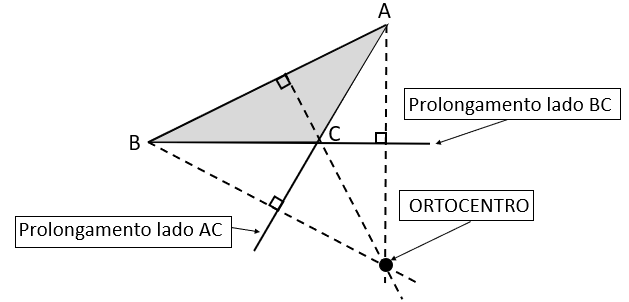 A
Prolongamento lado BC
B
C
ORTOCENTRO
Prolongamento lado AC